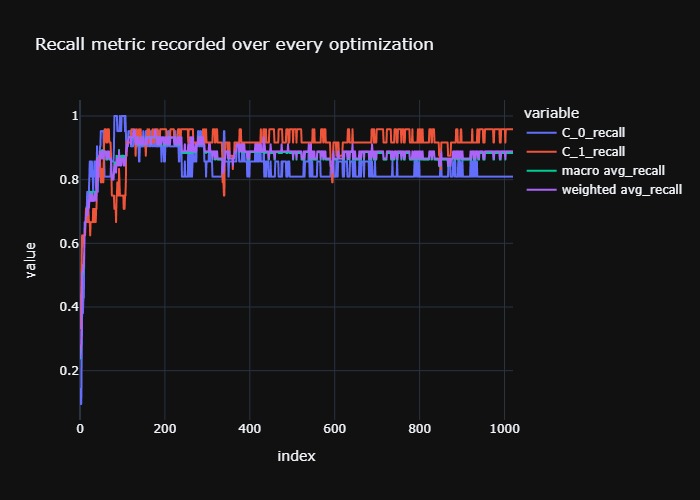 Recall metric recorded over every optimization
variable
C_0_recall
C_1_recall
macro avg_recall
weighted avg_recall
1
0.8
0.6
0.4
0.2
value
0 200 400 600 800 1000
index